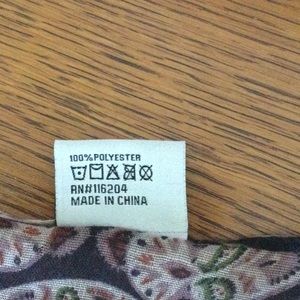 100% POLYESTER
RN#116204
MADE IN CHINA